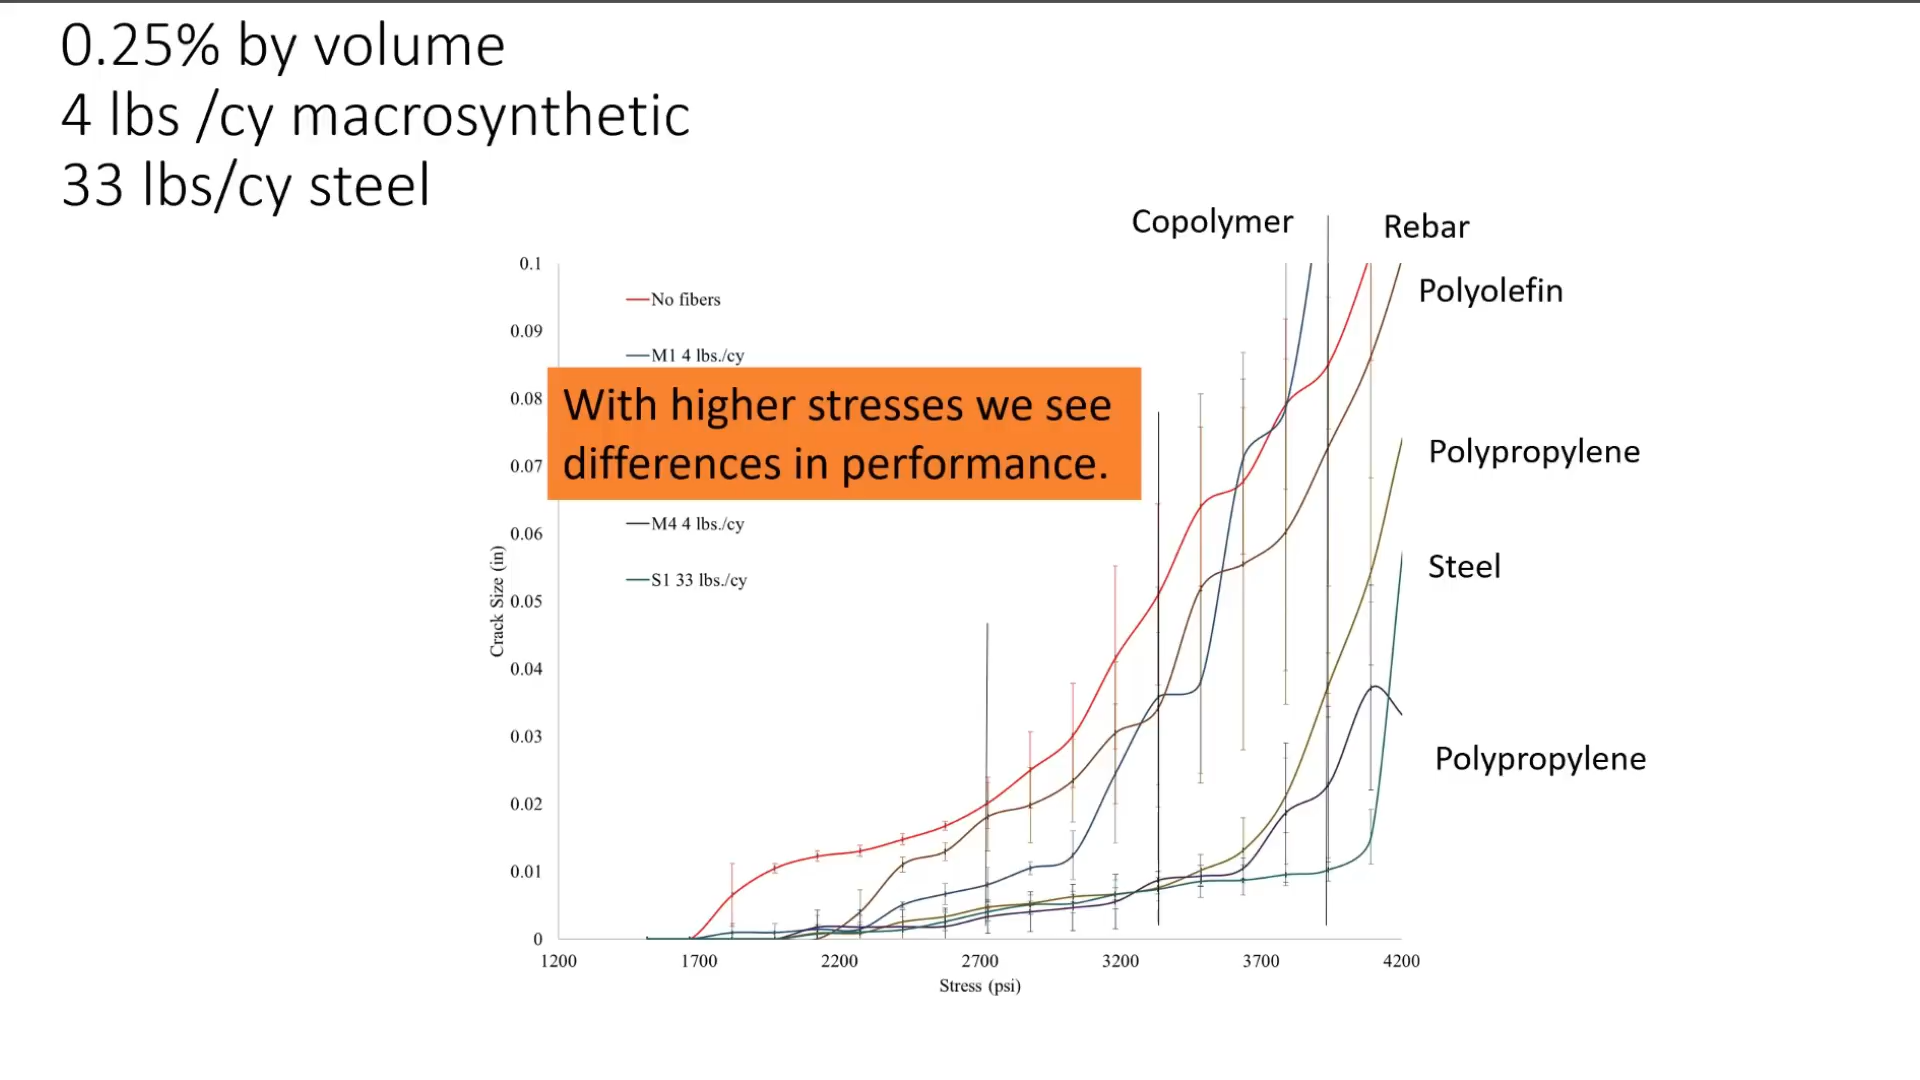 0.25% by volume
4 lbs /cy macrosynthetic
33 lbs/cy steel
Copolymer
Rebar
Polyolefin
Polypropylene
Steel
Polypropylene
0.1
0.09
0.08
0.07
0.06
0.05
0.04
0.03
0.02
0.01
0
Crack Size (in)
No fibers
M1 4 lbs./cy
With higher stresses we see
differences in performance.
M4 4 lbs./cy
S1 33 lbs./cy
1200 1700 2200 2700 3200 3700 4200
Stress (psi)